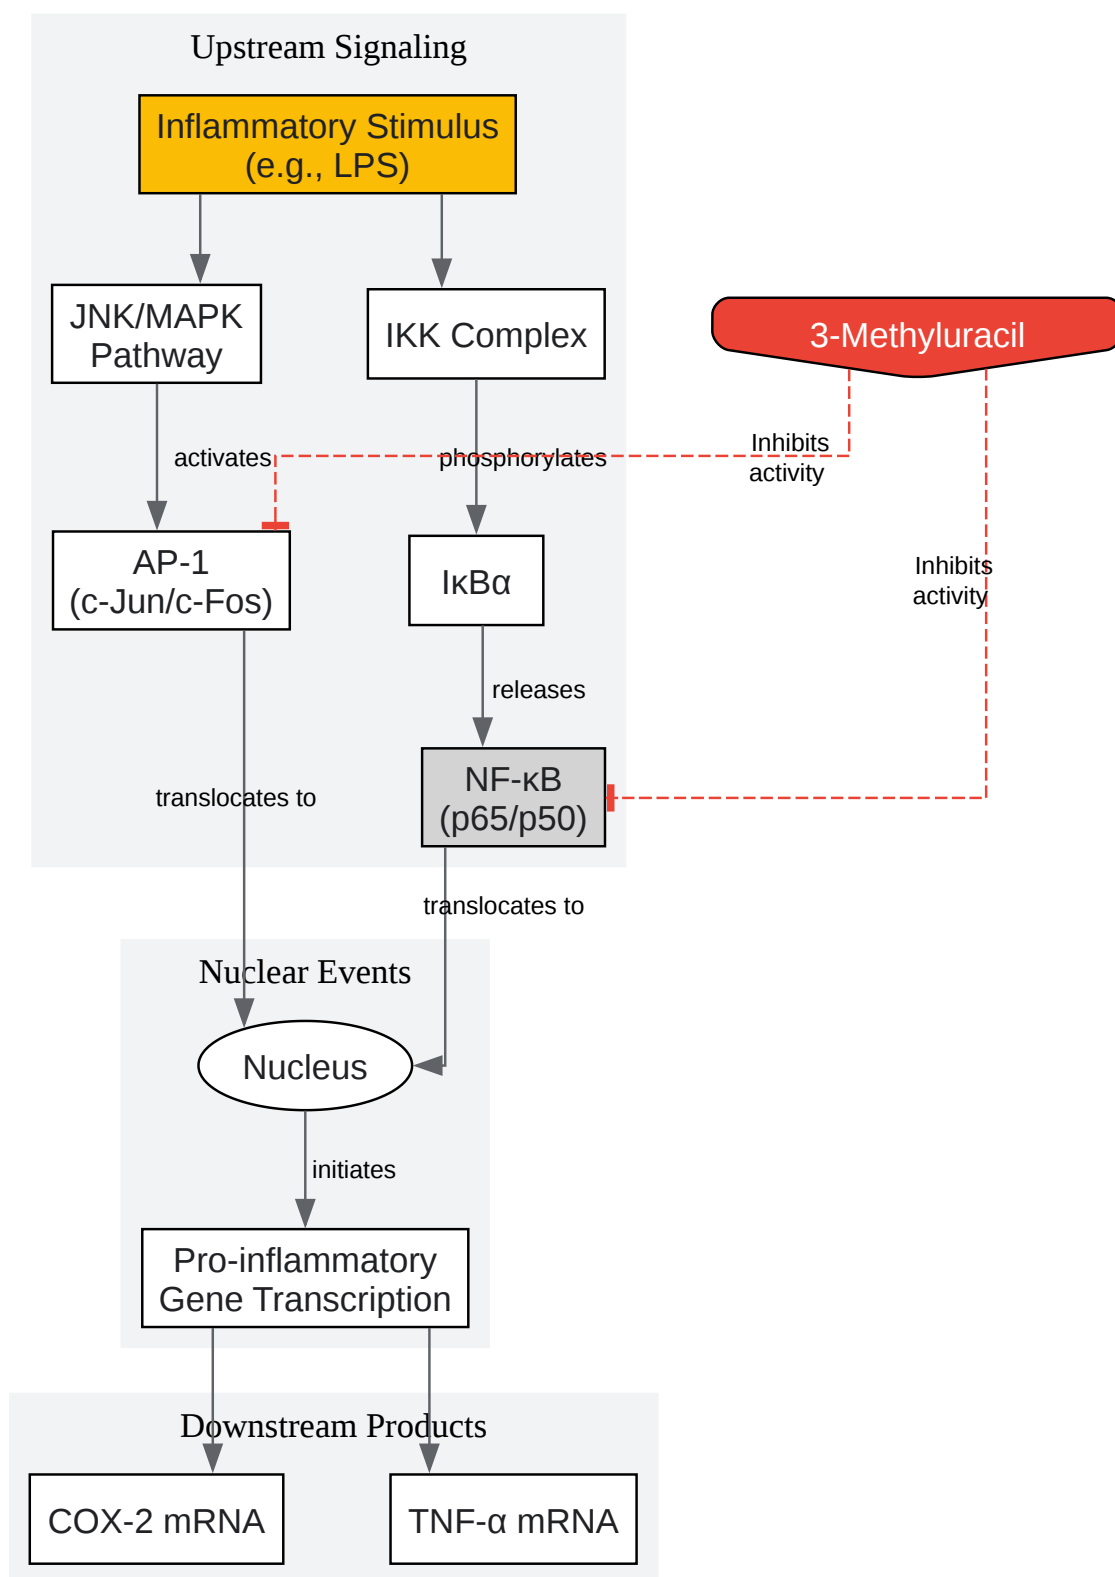 Upstream Signaling
Inflammatory Stimulus
(e.g., LPS)
JNK/MAPK
Pathway
IKK Complex
3-Methyluracil
activates
phosphorylates
Inhibits
activity
AP-1
(c-Jun/c-Fos)
IκBα
Inhibits
activity
releases
NF-κB
(p65/p50)
translocates to
translocates to
Nuclear Events
Nucleus
initiates
Pro-inflammatory
Gene Transcription
Downstream Products
COX-2 mRNA
TNF-α mRNA